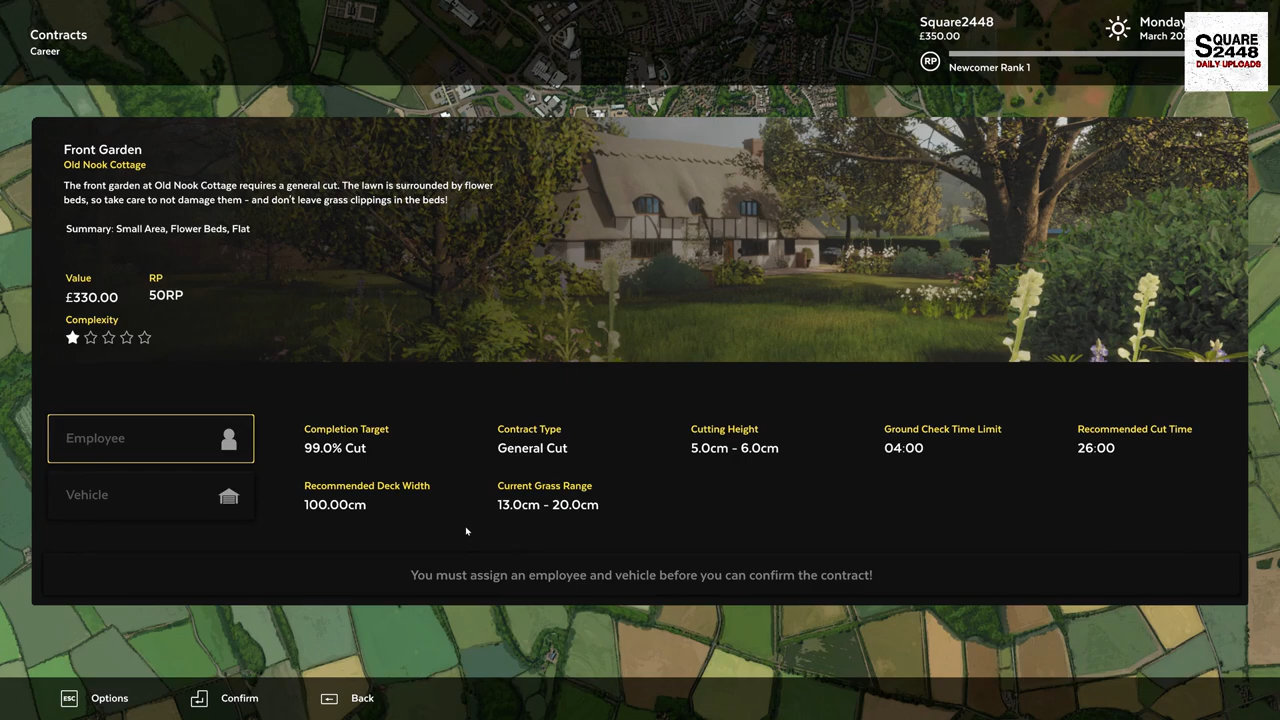 Contracts
Career
Square2448
£350.00
RP
Newcomer Rank 1
Monday
March
SQUARE
2448
DAILY UPLOADS
Front Garden
Old Nook Cottage
The front garden at Old Nook Cottage requires a general cut. The lawn is surrounded by flower
beds, so take care to not damage them - and don't leave grass clippings in the beds!
Summary: Small Area, Flower Beds, Flat
Value RP
£330.00 50RP
Complexity
Employee
Vehicle
Completion Target Contract Type Cutting Height Ground Check Time Limit Recommended Cut Time
99.0% Cut General Cut 5.0cm - 6.0cm 04:00 26:00
Recommended Deck Width Current Grass Range
100.00cm 13.0cm - 20.0cm
You must assign an employee and vehicle before you can confirm the contract!
ESC Options Confirm Back